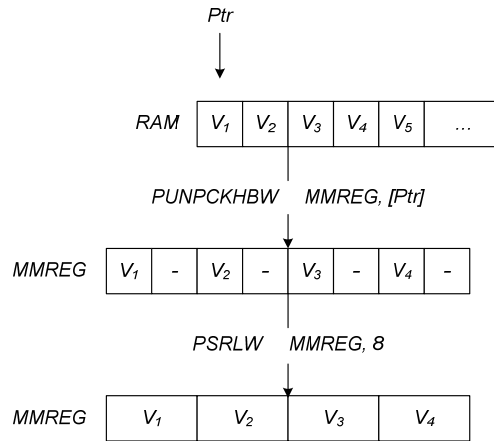 Ptr
RAM V1 V2 V3 V4 V5 ...
PUNPCKHBW MMREG, [Ptr]
MMREG V1 - V2 - V3 - V4 -
PSRLW MMREG, 8
MMREG V1 V2 V3 V4